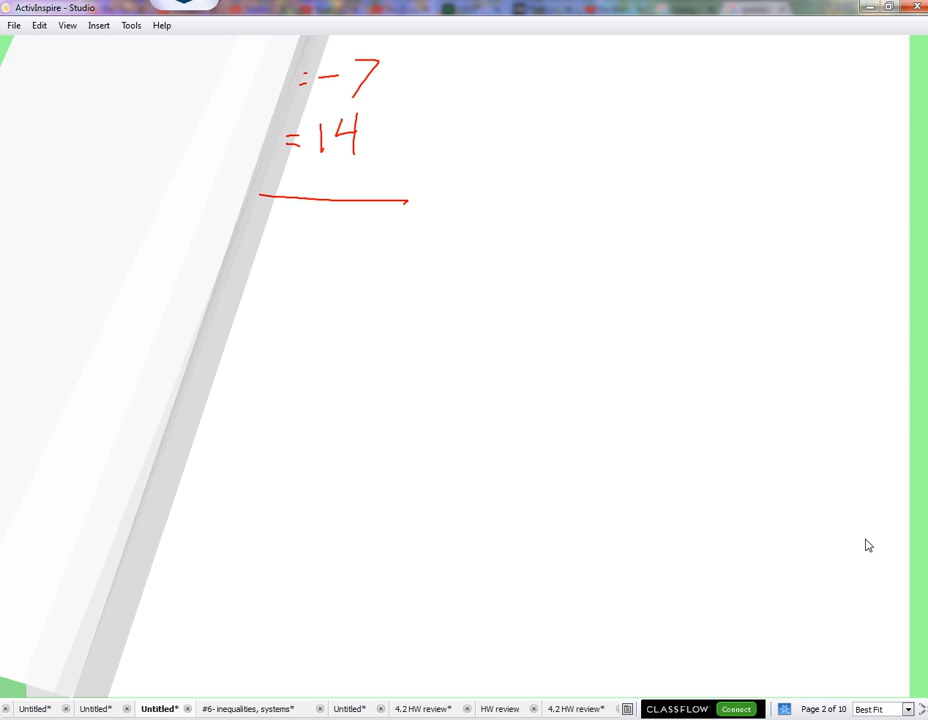 ActivInspire - Studio
File Edit View Insert Tools Help
= - 7
= 14
Untitled* Untitled* Untitled* #6- inequalities, systems* Untitled* 4.2 HW review* HW review 4.2 HW review* CLASSFLOW Connect Page 2 of 10 Best Fit